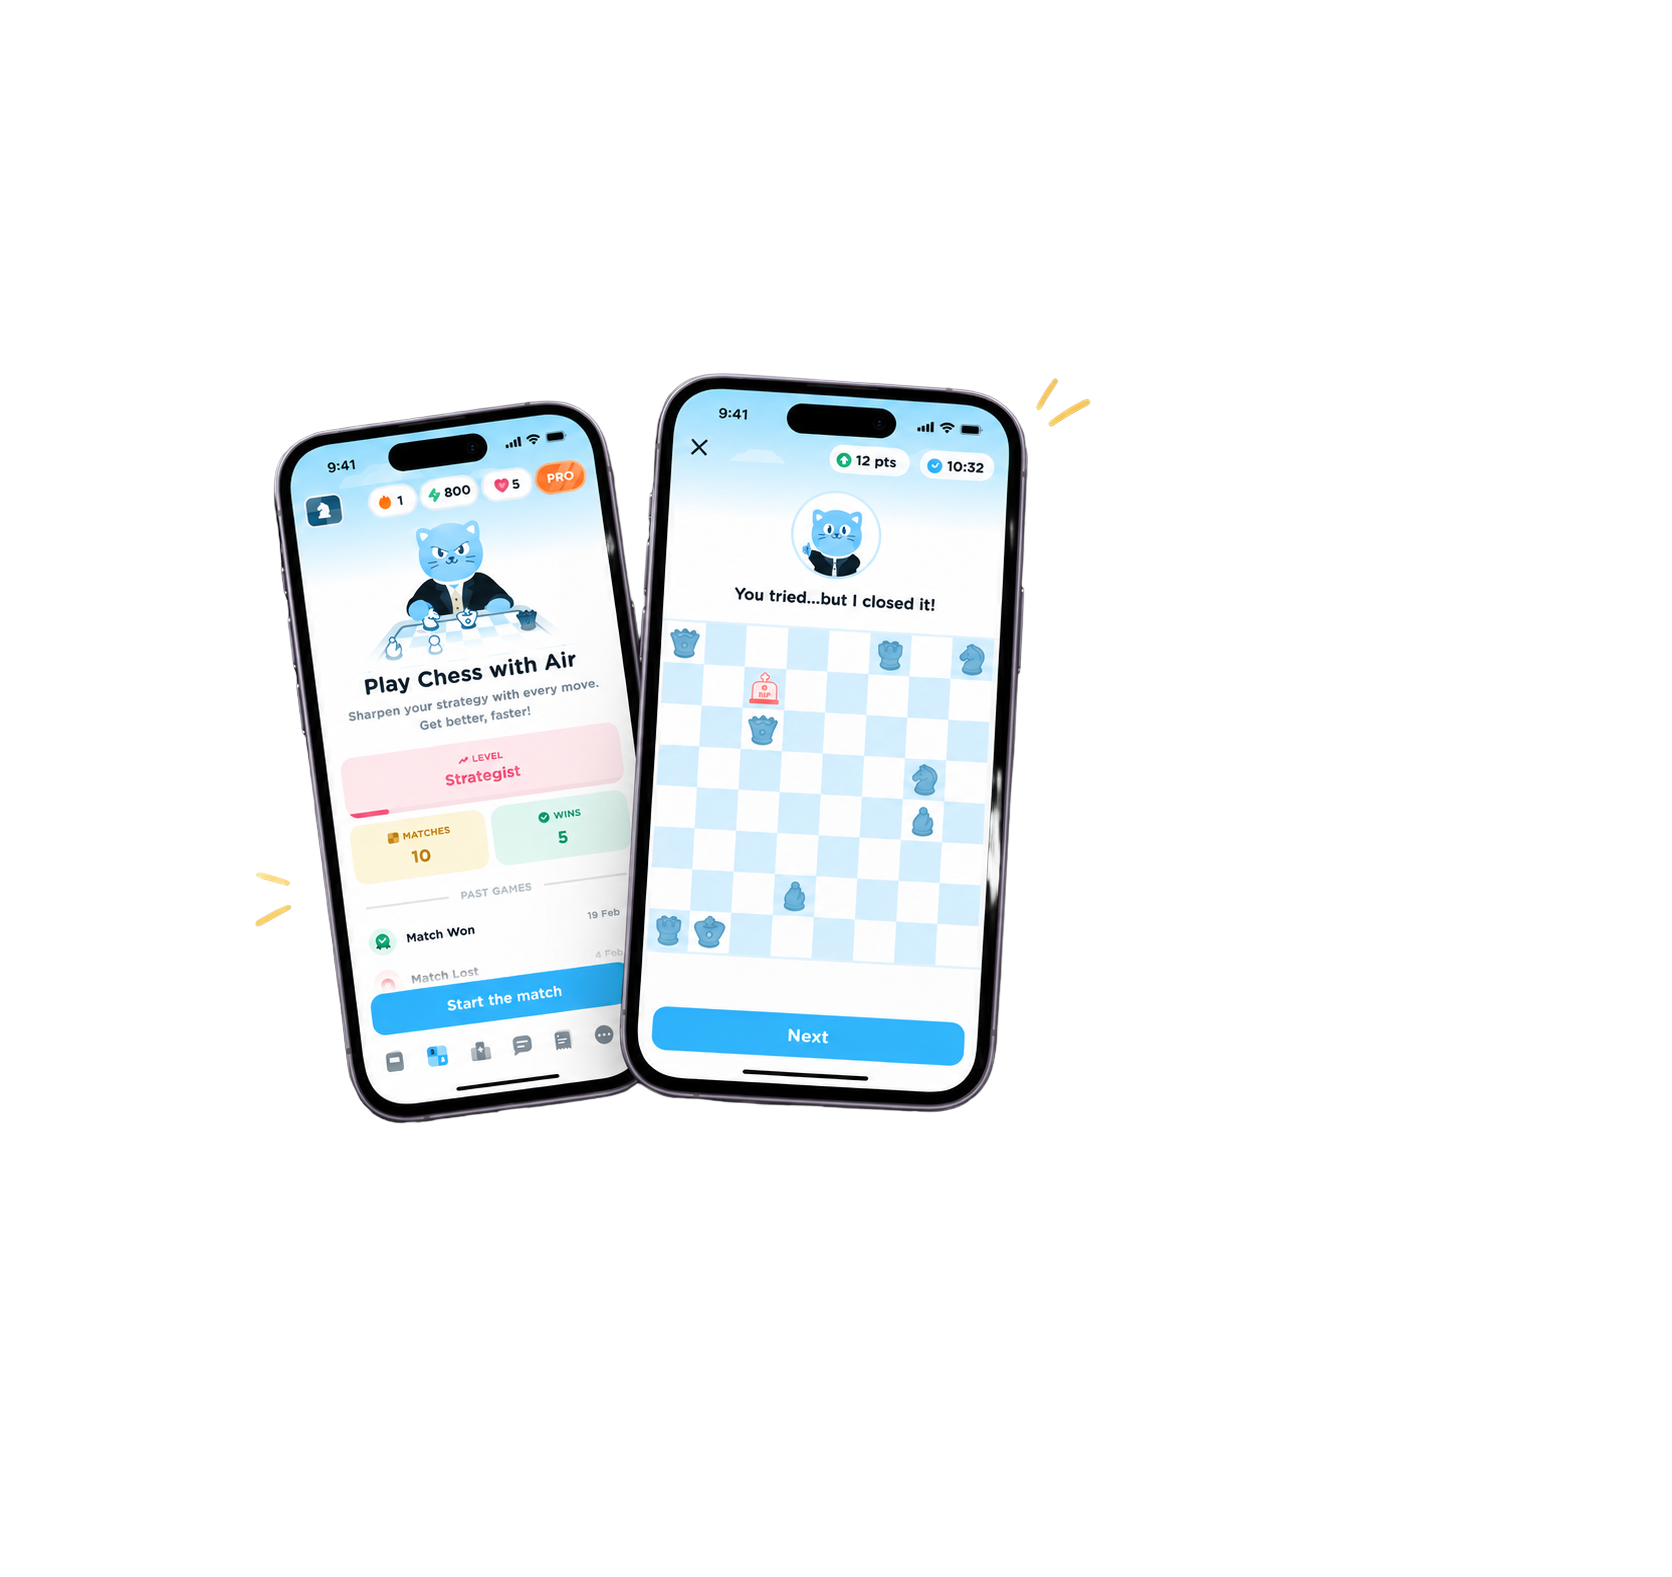 9:41
1
800
5
PRO
Play Chess with Air
Sharpen your strategy with every move.
Get better, faster!
LEVEL
Strategist
MATCHES
10
WINS
5
PAST GAMES
19 Feb
Match Won
4 Feb
Match Lost
Start the match
9:41
12 pts
10:32
You tried...but I closed it!
RIP
Next